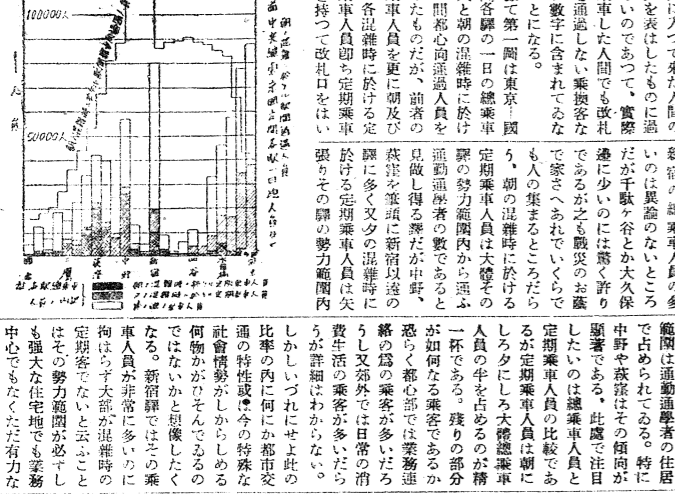 に入つて來た人間の
を表はしたものに過
いのであつて、實際
車した人間でも改札
通過しない乘換客な
數字に含まれてゐな
とになる。
て第一圖は東京―國
各驛の一日の總乘車
と朝の混雜時に於け
間都心向通過人員を
たものだが、前者の
車人員を更に朝及び
各混雜時に於ける定
車人員卽ち定期乘車
持つて改札口をはい
100000人
50000人
新宿の總乘車人員の多
いのは異論のないところ
だが千駄ヶ谷とか大久保
邊に少いのには驚く許り
であるが之も戰災のお蔭
で家さへあれでいくらで
も人の集まるところだら
う、朝の混雜時に於ける
定期乘車人員は大體その
驛の勢力範圍內から通ふ
通勤通學者の數であると
見做し得る譯だが中野
萩窪を筆頭に新宿以遠の
驛に多く又夕の混雜時に
於ける定期乘車人員は矢
張りその驛の勢力範圍內
範圍は通勤通學者の住居
で占められてゐる。特に
中野や萩窪はその傾向が
顯著である。此處で注目
したいのは總乘車人員と
定期乘車人員の比較であ
るが定期乘車人員は朝に
しろ夕にしろ大體總乘車
人員の半を占めるのが精
一杯である。殘りの部分
が如何なる乘客であるか
恐らく都心部では業務連
絡の爲の乘客が多いだろ
うし又郊外では日常の消
費生活の乘客が多いだら
うが詳細はわからない。
しかしいづれにせよ此の
比率の內に何にか都市交
通の特性或は今の特殊な
社會情勢がしからしめる
何物かがひそんでゐるの
ではないかと想像したく
なる。新宿驛ではその乘
車人員が非常に多いのに
拘はらず大部が混雜時の
定期客でないと云ふこと
はその勢力範圍が必ずし
も强大な住宅地でも業務
中心でもなくただ有力な